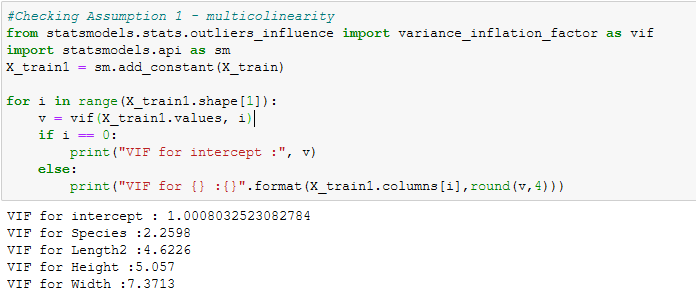 #Checking Assumption 1 - multicolinearity
from statsmodels.stats.outliers_influence import variance_inflation_factor as vif
import statsmodels.api as sm
X_train1 = sm.add_constant(X_train)
for i in range(X_train1.shape[1]):
    v = vif(X_train1.values, i)
    if i == 0:
        print("VIF for intercept :", v)
    else:
        print("VIF for {} :{}".format(X_train1.columns[i],round(v,4)))
VIF for intercept : 1.0008032523082784
VIF for Species :2.2598
VIF for Length2 :4.6226
VIF for Height :5.057
VIF for Width :7.3713